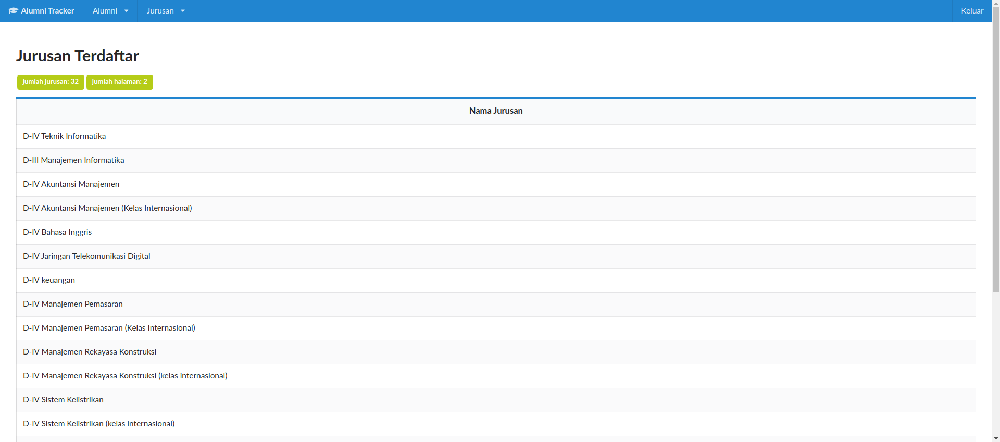 Alumni Tracker Alumni Jurusan Keluar
Jurusan Terdaftar
jumlah jurusan: 32 jumlah halaman: 2
Nama Jurusan
D-IV Teknik Informatika
D-III Manajemen Informatika
D-IV Akuntansi Manajemen
D-IV Akuntansi Manajemen (Kelas Internasional)
D-IV Bahasa Inggris
D-IV Jaringan Telekomunikasi Digital
D-IV keuangan
D-IV Manajemen Pemasaran
D-IV Manajemen Pemasaran (Kelas Internasional)
D-IV Manajemen Rekayasa Konstruksi
D-IV Manajemen Rekayasa Konstruksi (kelas internasional)
D-IV Sistem Kelistrikan
D-IV Sistem Kelistrikan (kelas internasional)